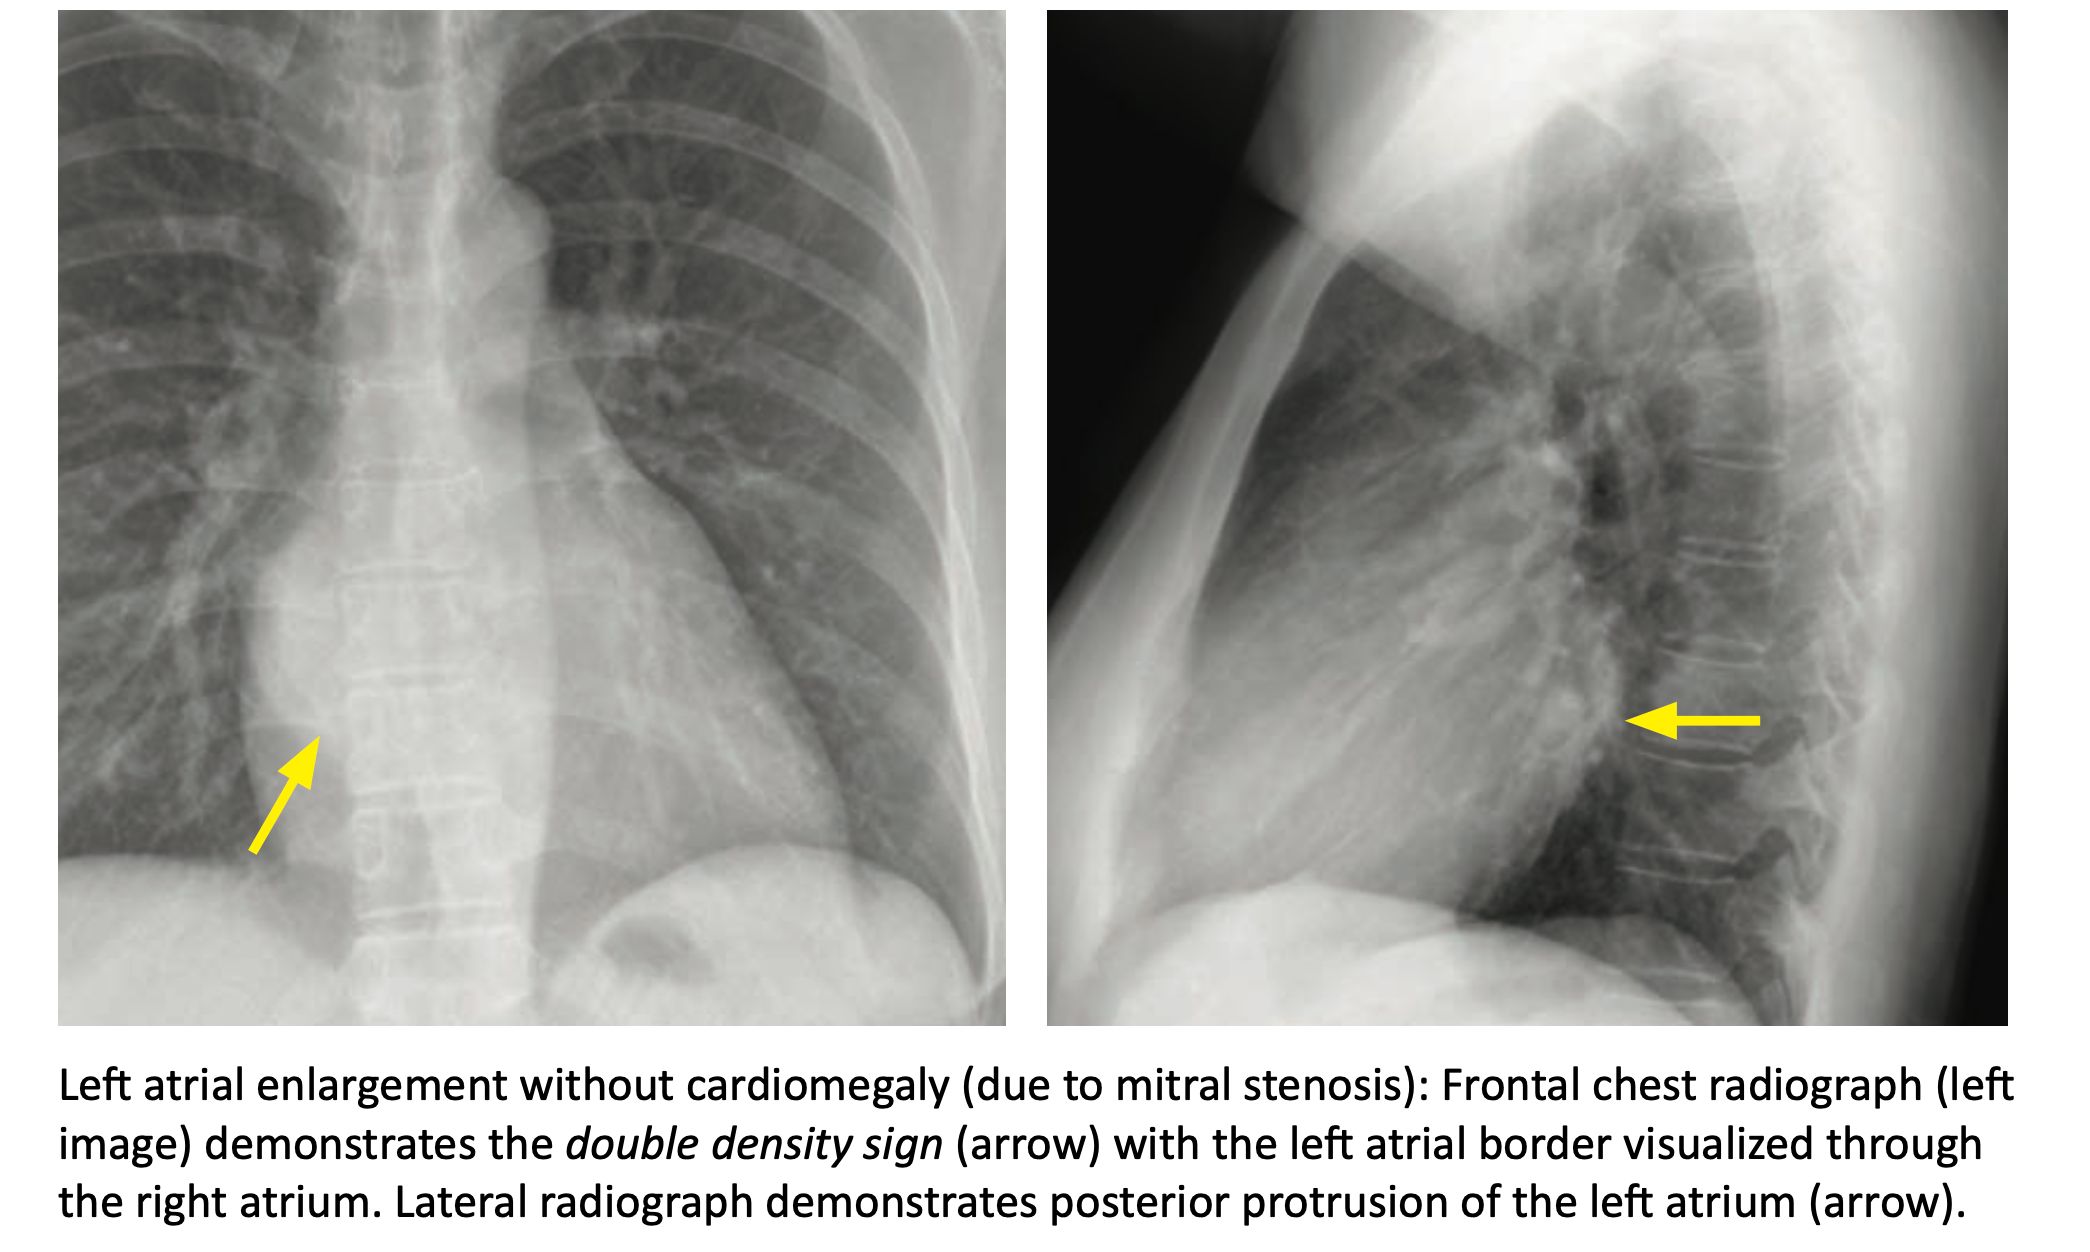 Left atrial enlargement without cardiomegaly (due to mitral stenosis): Frontal chest radiograph (left
image) demonstrates the double density sign (arrow) with the left atrial border visualized through
the right atrium. Lateral radiograph demonstrates posterior protrusion of the left atrium (arrow).